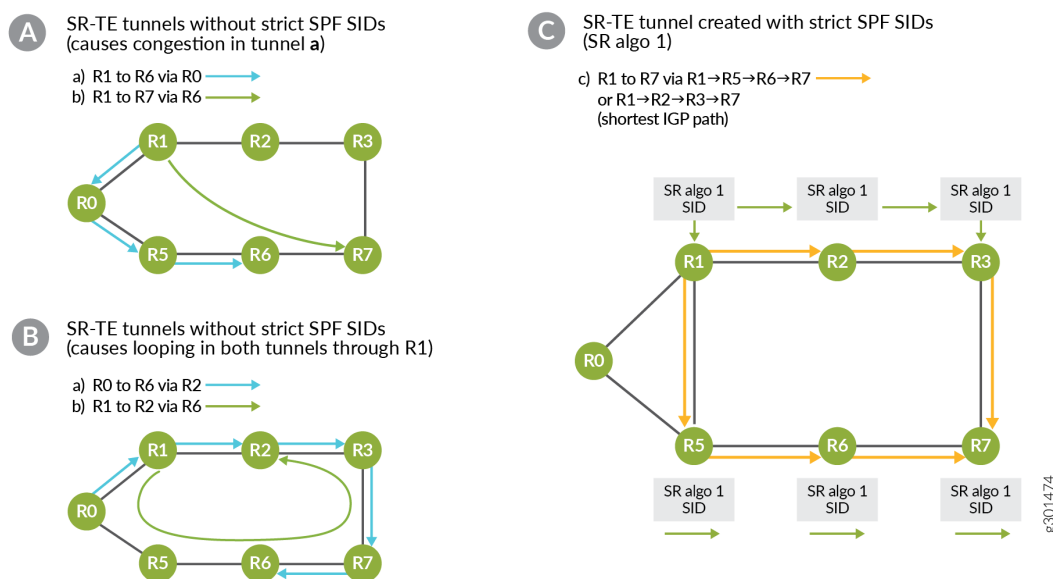 A
SR-TE tunnels without strict SPF SIDs
(causes congestion in tunnel a)
a) R1 to R6 via R0
b) R1 to R7 via R6
R1
R2
R3
R0
R5
R6
R7
B
SR-TE tunnels without strict SPF SIDs
(causes looping in both tunnels through R1)
a) R0 to R6 via R2
b) R1 to R2 via R6
R1
R2
R3
R0
R5
R6
R7
C
SR-TE tunnel created with strict SPF SIDs
(SR algo 1)
c) R1 to R7 via R1→R5→R6→R7
or R1→R2→R3→R7
(shortest IGP path)
SR algo 1
SID
SR algo 1
SID
SR algo 1
SID
R1
R2
R3
R0
R5
R6
R7
SR algo 1
SID
SR algo 1
SID
SR algo 1
SID
g301474